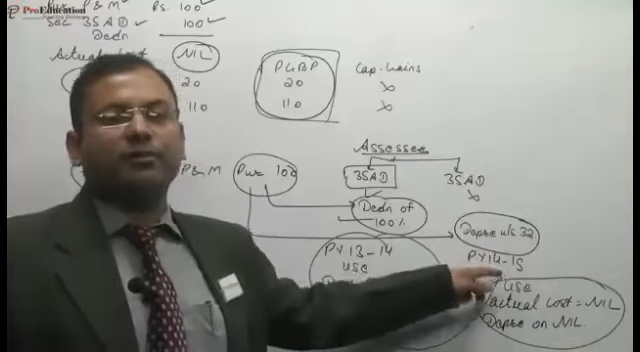 ProEducation
P&M Rs. 100
Sec 35AD 100
Dedn
Actual Cost NIL
20
110
PGBP
20
110
Cap. Gains
x
x
Assessee
P&M Pur 100
35AD
35AD
x
Dedn of
100%
Depre u/s 32
PY 13-14
use
PY 14-15
use
Actual Cost = NIL
Depre on NIL.